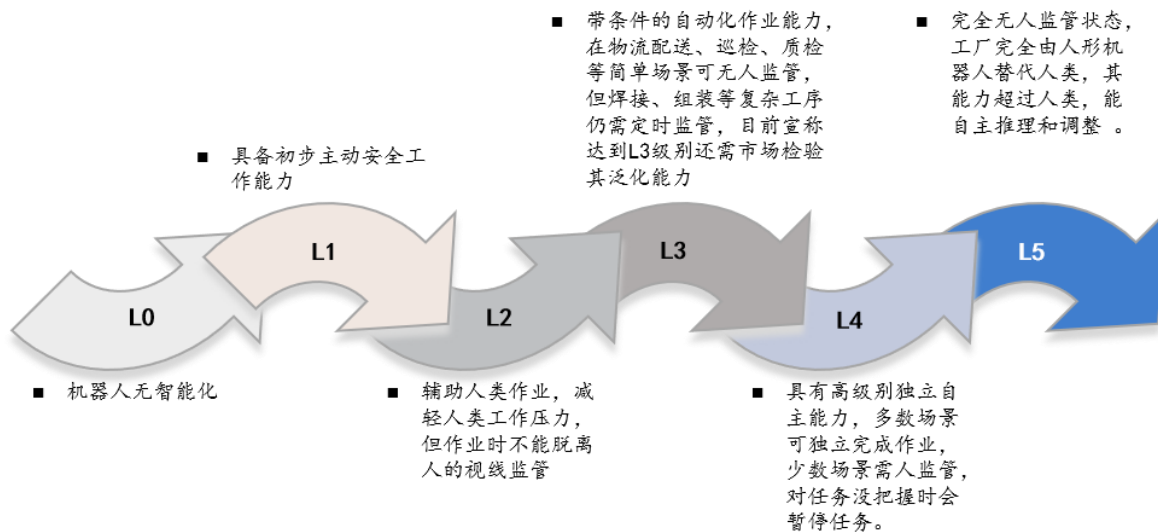 ■ 带条件的自动化作业能力，
在物流配送、巡检、质检
等简单场景可无人监管，
但焊接、组装等复杂工序
仍需定时监管，目前宣称
达到L3级别还需市场检验
其泛化能力
■ 完全无人监管状态，
工厂完全由人形机
器人替代人类，其
能力超过人类，能
自主推理和调整 。
■ 具备初步主动安全工
作能力
L0
L1
L2
L3
L4
L5
■ 机器人无智能化
■ 辅助人类作业，减
轻人类工作压力，
但作业时不能脱离
人的视线监管
■ 具有高级别独立自
主能力，多数场景
可独立完成作业，
少数场景需人监管，
对任务没把握时会
暂停任务。